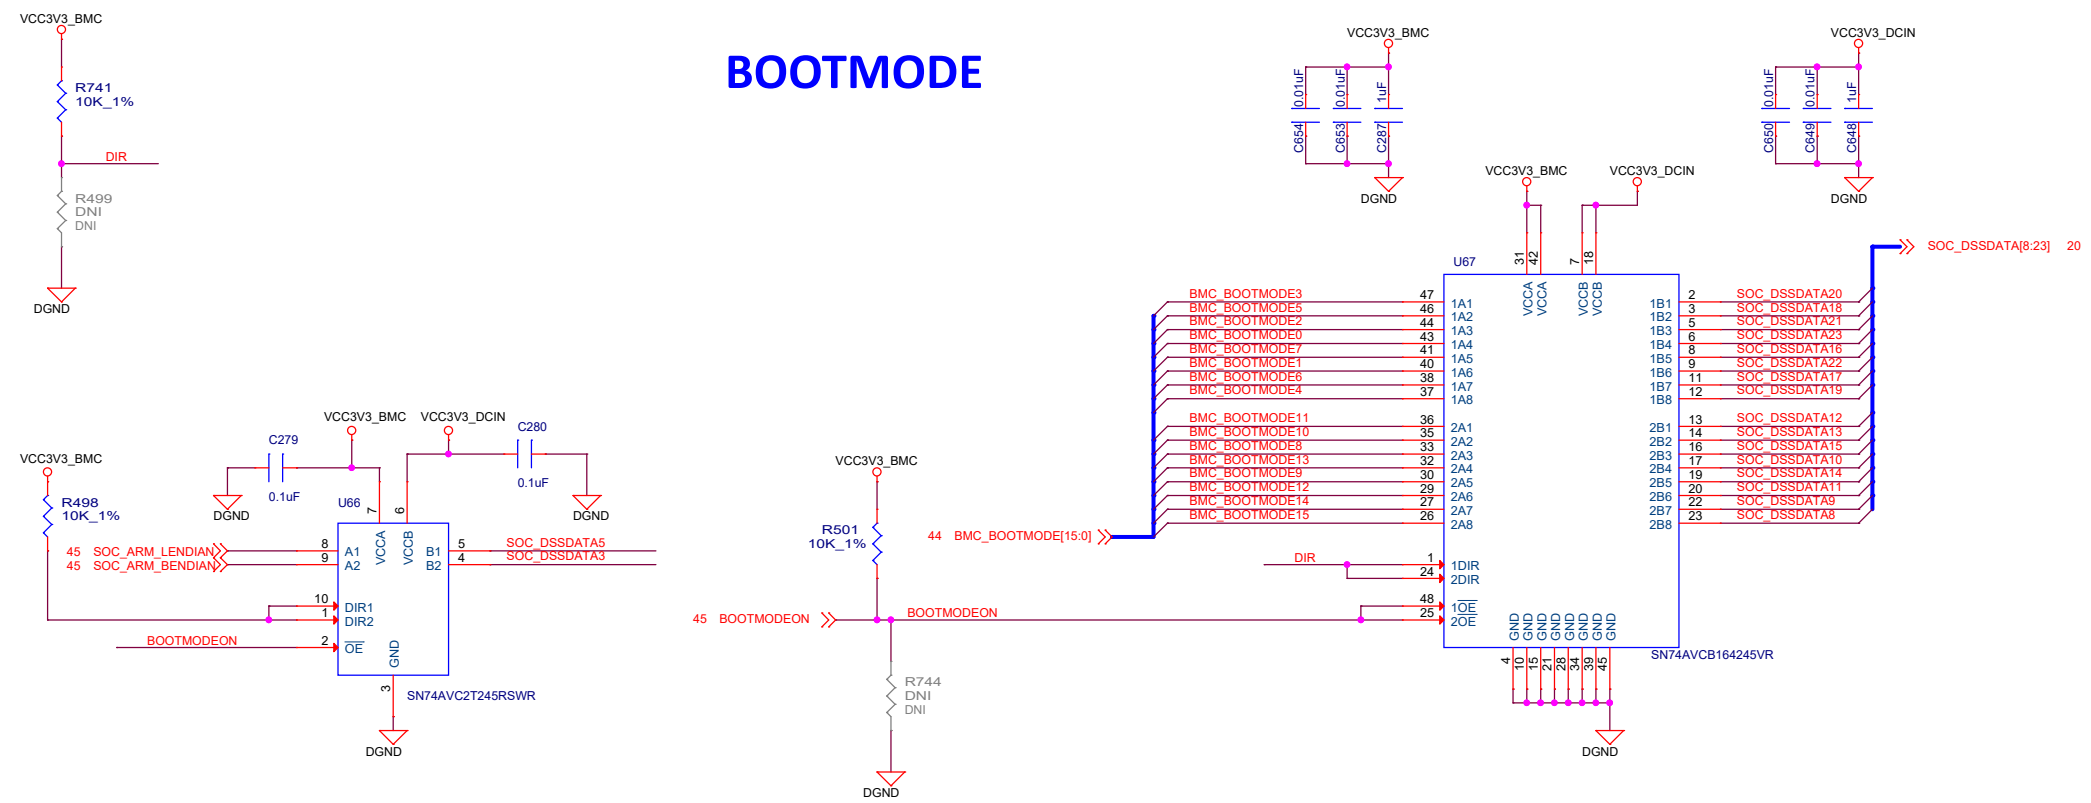 BOOTMODE
VCC3V3_BMC
R741
10K_1%
DIR
R499
DNI
DNI
DGND
VCC3V3_BMC
0.01uF
0.01uF
1uF
C654
C653
C287
DGND
VCC3V3_DCIN
0.01uF
0.01uF
1uF
C650
C649
C648
DGND
VCC3V3_BMC
R498
10K_1%
C279
0.1uF
DGND
VCC3V3_BMC
VCC3V3_DCIN
C280
0.1uF
DGND
U66
7
6
VCCA
VCCB
45 SOC_ARM_LENDIAN
8 A1
B1 5 SOC_DSSDATA5
45 SOC_ARM_BENDIAN
9 A2
B2 4 SOC_DSSDATA3
10 DIR1
1 DIR2
BOOTMODEON
2 OE
GND
3
SN74AVC2T245RSWR
DGND
VCC3V3_BMC
R501
10K_1%
45 BOOTMODEON
BOOTMODEON
R744
DNI
DNI
DGND
44 BMC_BOOTMODE[15:0]
VCC3V3_BMC
VCC3V3_DCIN
U67
31
42
7
18
VCCA
VCCA
VCCB
VCCB
SOC_DSSDATA[8:23] 20
BMC_BOOTMODE3 47 1A1 1B1 2 SOC_DSSDATA20
BMC_BOOTMODE5 46 1A2 1B2 3 SOC_DSSDATA18
BMC_BOOTMODE2 44 1A3 1B3 5 SOC_DSSDATA21
BMC_BOOTMODE0 43 1A4 1B4 6 SOC_DSSDATA23
BMC_BOOTMODE7 41 1A5 1B5 8 SOC_DSSDATA16
BMC_BOOTMODE1 40 1A6 1B6 9 SOC_DSSDATA22
BMC_BOOTMODE6 38 1A7 1B7 11 SOC_DSSDATA17
BMC_BOOTMODE4 37 1A8 1B8 12 SOC_DSSDATA19
BMC_BOOTMODE11 36 2A1 2B1 13 SOC_DSSDATA12
BMC_BOOTMODE10 35 2A2 2B2 14 SOC_DSSDATA13
BMC_BOOTMODE8 33 2A3 2B3 16 SOC_DSSDATA15
BMC_BOOTMODE13 32 2A4 2B4 17 SOC_DSSDATA10
BMC_BOOTMODE9 30 2A5 2B5 19 SOC_DSSDATA14
BMC_BOOTMODE12 29 2A6 2B6 20 SOC_DSSDATA11
BMC_BOOTMODE14 27 2A7 2B7 22 SOC_DSSDATA9
BMC_BOOTMODE15 26 2A8 2B8 23 SOC_DSSDATA8
DIR 1 1DIR
24 2DIR
48 1OE
25 2OE
GND
GND
GND
GND
GND
GND
GND
GND
4
10
15
21
28
34
39
45
SN74AVCB164245VR
DGND